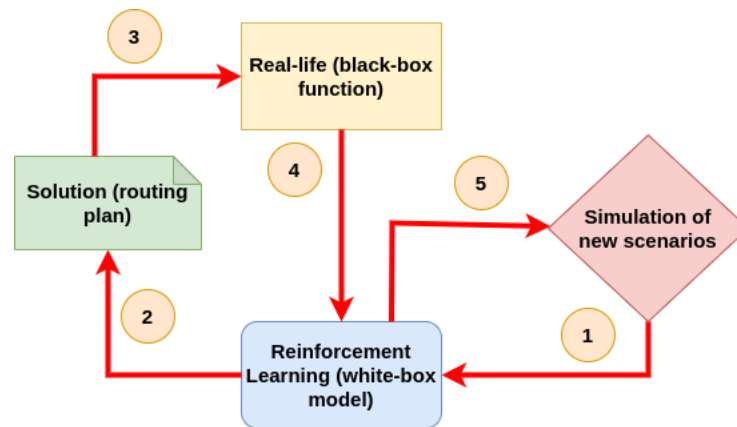 3
Real-life (black-box
function)
4
5
Solution (routing
plan)
Simulation of
new scenarios
2
1
Reinforcement
Learning (white-box
model)